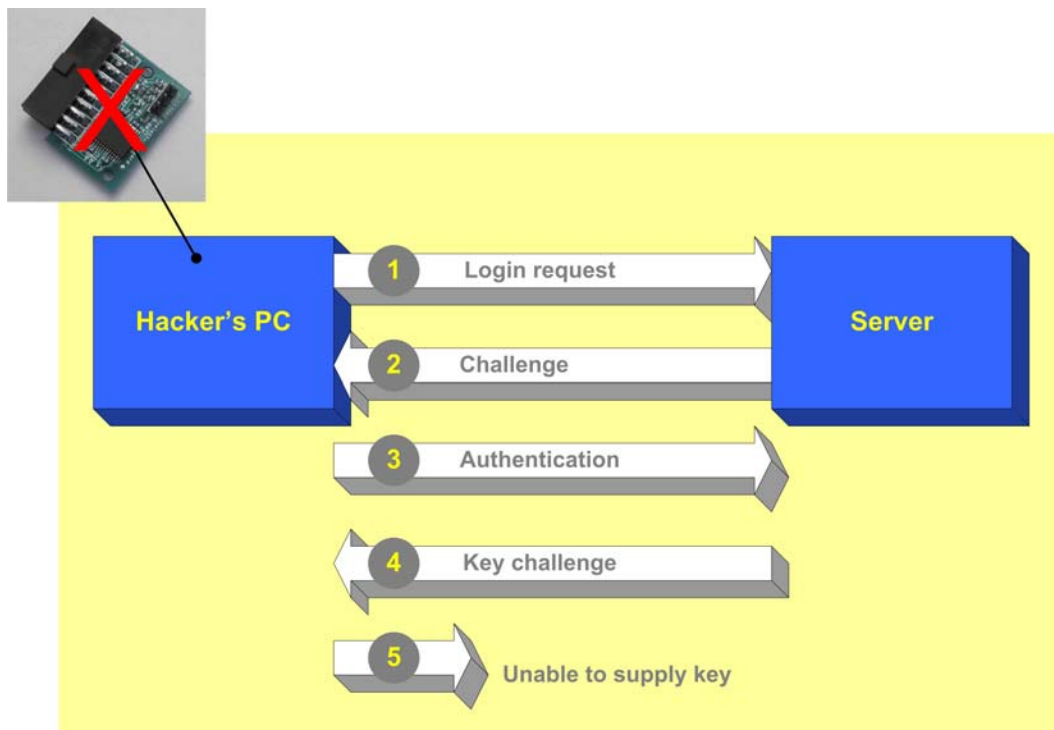 Hacker's PC
Server
1 Login request
2 Challenge
3 Authentication
4 Key challenge
5 Unable to supply key